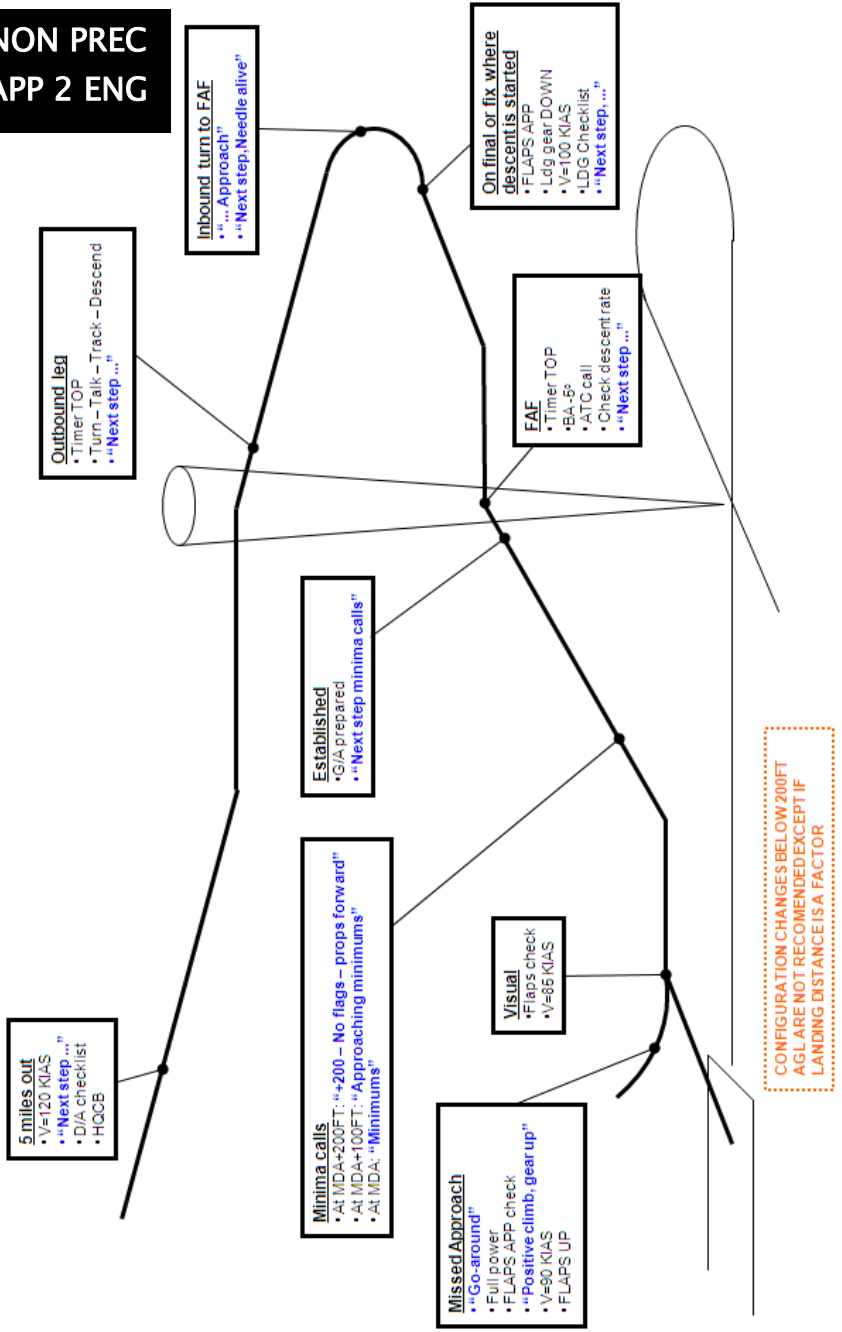 NON PREC
APP 2 ENG
5 miles out
• V=120 KIAS
• “Next step ...”
• D/A checklist
• HQCB
Outbound leg
• Timer TOP
• Turn – Talk – Track – Descend
• “Next step ...”
Inbound turn to FAF
• “... Approach”
• “Next step, Needle alive”
On final or fix where
descent is started
• FLAPS APP
• Ldg gear DOWN
• V=100 KIAS
• LDG Checklist
• “Next step, ...”
FAF
• Timer TOP
• BA -5º
• ATC call
• Check descent rate
• “Next step ...”
Established
• G/A prepared
• “Next step minima calls”
Minima calls
• At MDA+200FT: “+200 – No flags – props forward”
• At MDA+100FT: “Approaching minimums”
• At MDA: “Minimums”
Visual
• Flaps check
• V=85 KIAS
Missed Approach
• “Go-around”
• Full power
• FLAPS APP check
• “Positive climb, gear up”
• V=90 KIAS
• FLAPS UP
CONFIGURATION CHANGES BELOW 200FT
AGL ARE NOT RECOMENDED EXCEPT IF
LANDING DISTANCE IS A FACTOR